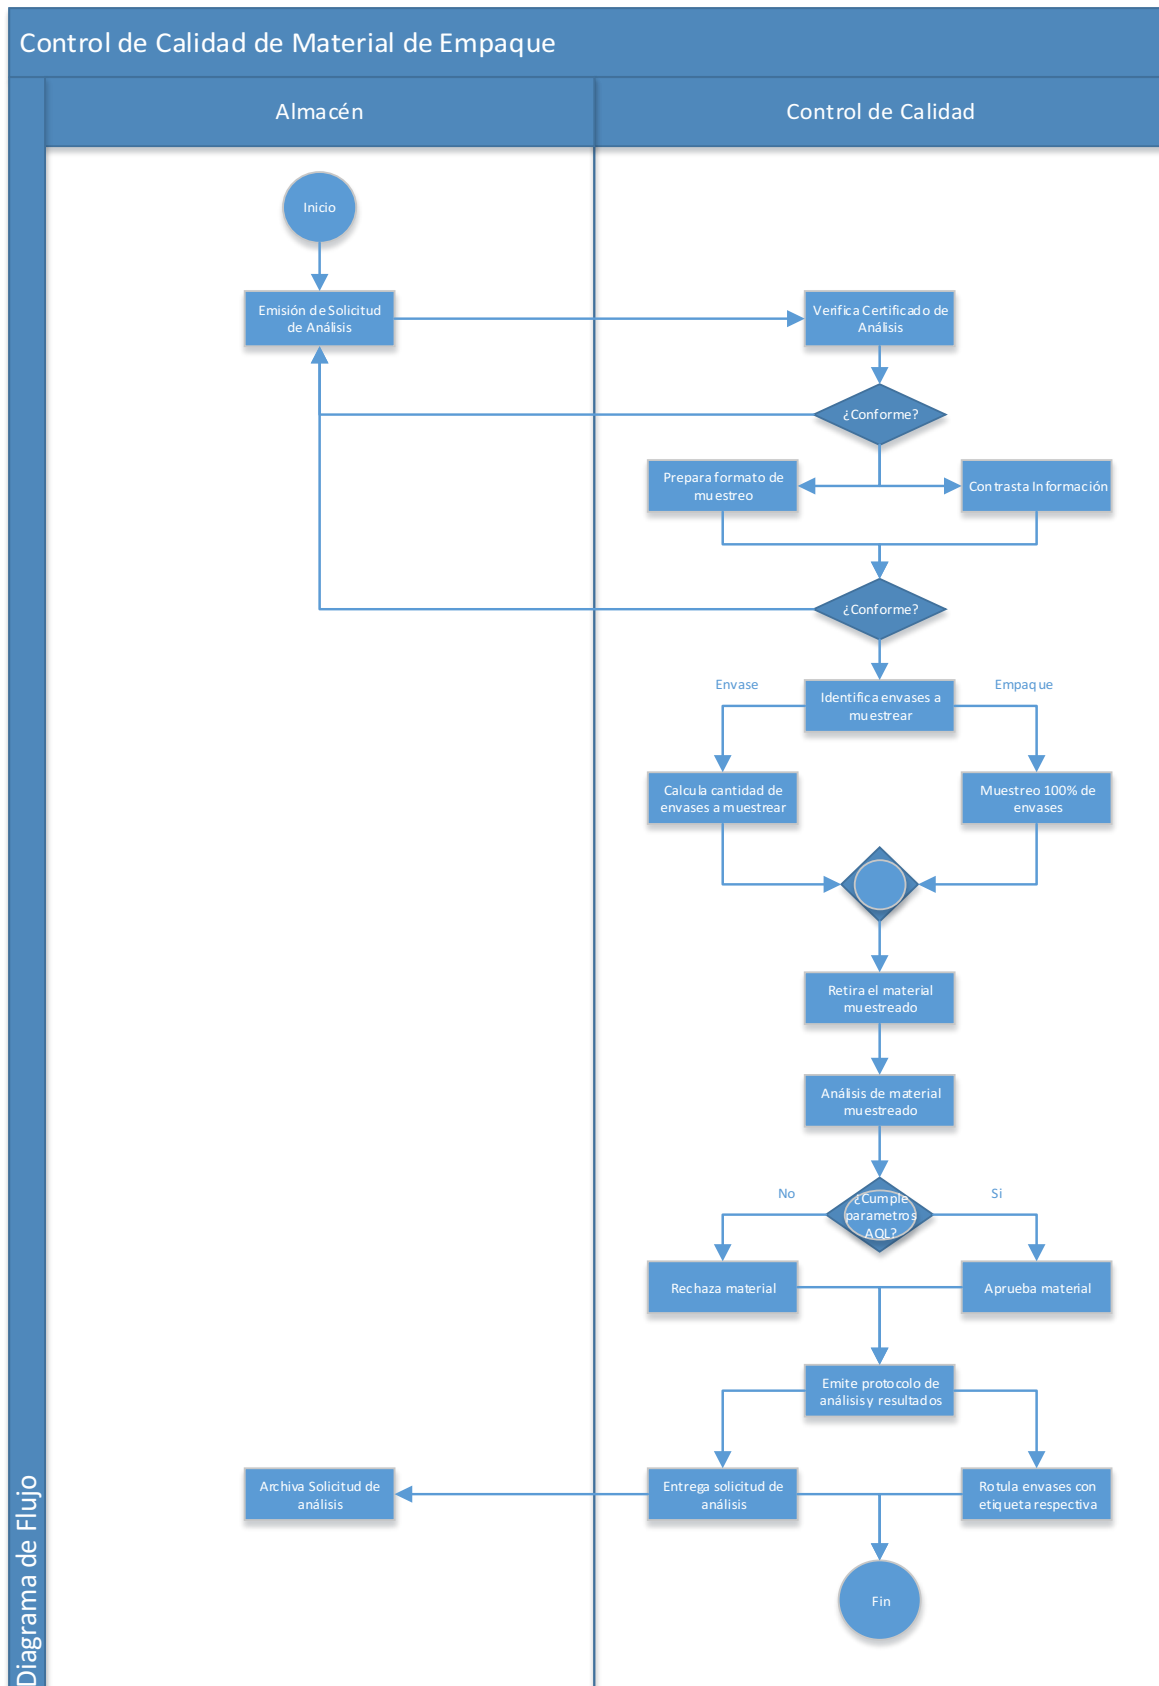 Control de Calidad de Material de Empaque
Almacén
Control de Calidad
Inicio
Emisión de Solicitud
de Análisis
Verifica Certificado de
Análisis
¿Conforme?
Prepara formato de
muestreo
Contrasta Información
¿Conforme?
Envase
Identifica envases a
muestrear
Empaque
Calcula cantidad de
envases a muestrear
Muestreo 100% de
envases
Retira el material
muestreado
Análisis de material
muestreado
No
¿Cumple
parametros
AQL?
Si
Rechaza material
Aprueba material
Emite protocolo de
análisis y resultados
Archiva Solicitud de
análisis
Entrega solicitud de
análisis
Rotula envases con
etiqueta respectiva
Fin
Diagrama de Flujo